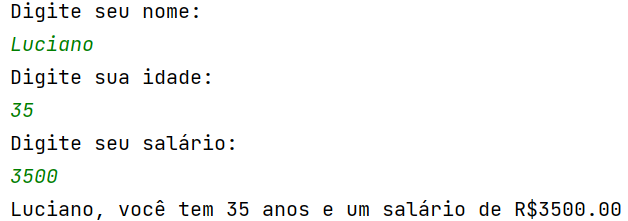 Digite seu nome:
Luciano
Digite sua idade:
35
Digite seu salário:
3500
Luciano, você tem 35 anos e um salário de R$3500.00